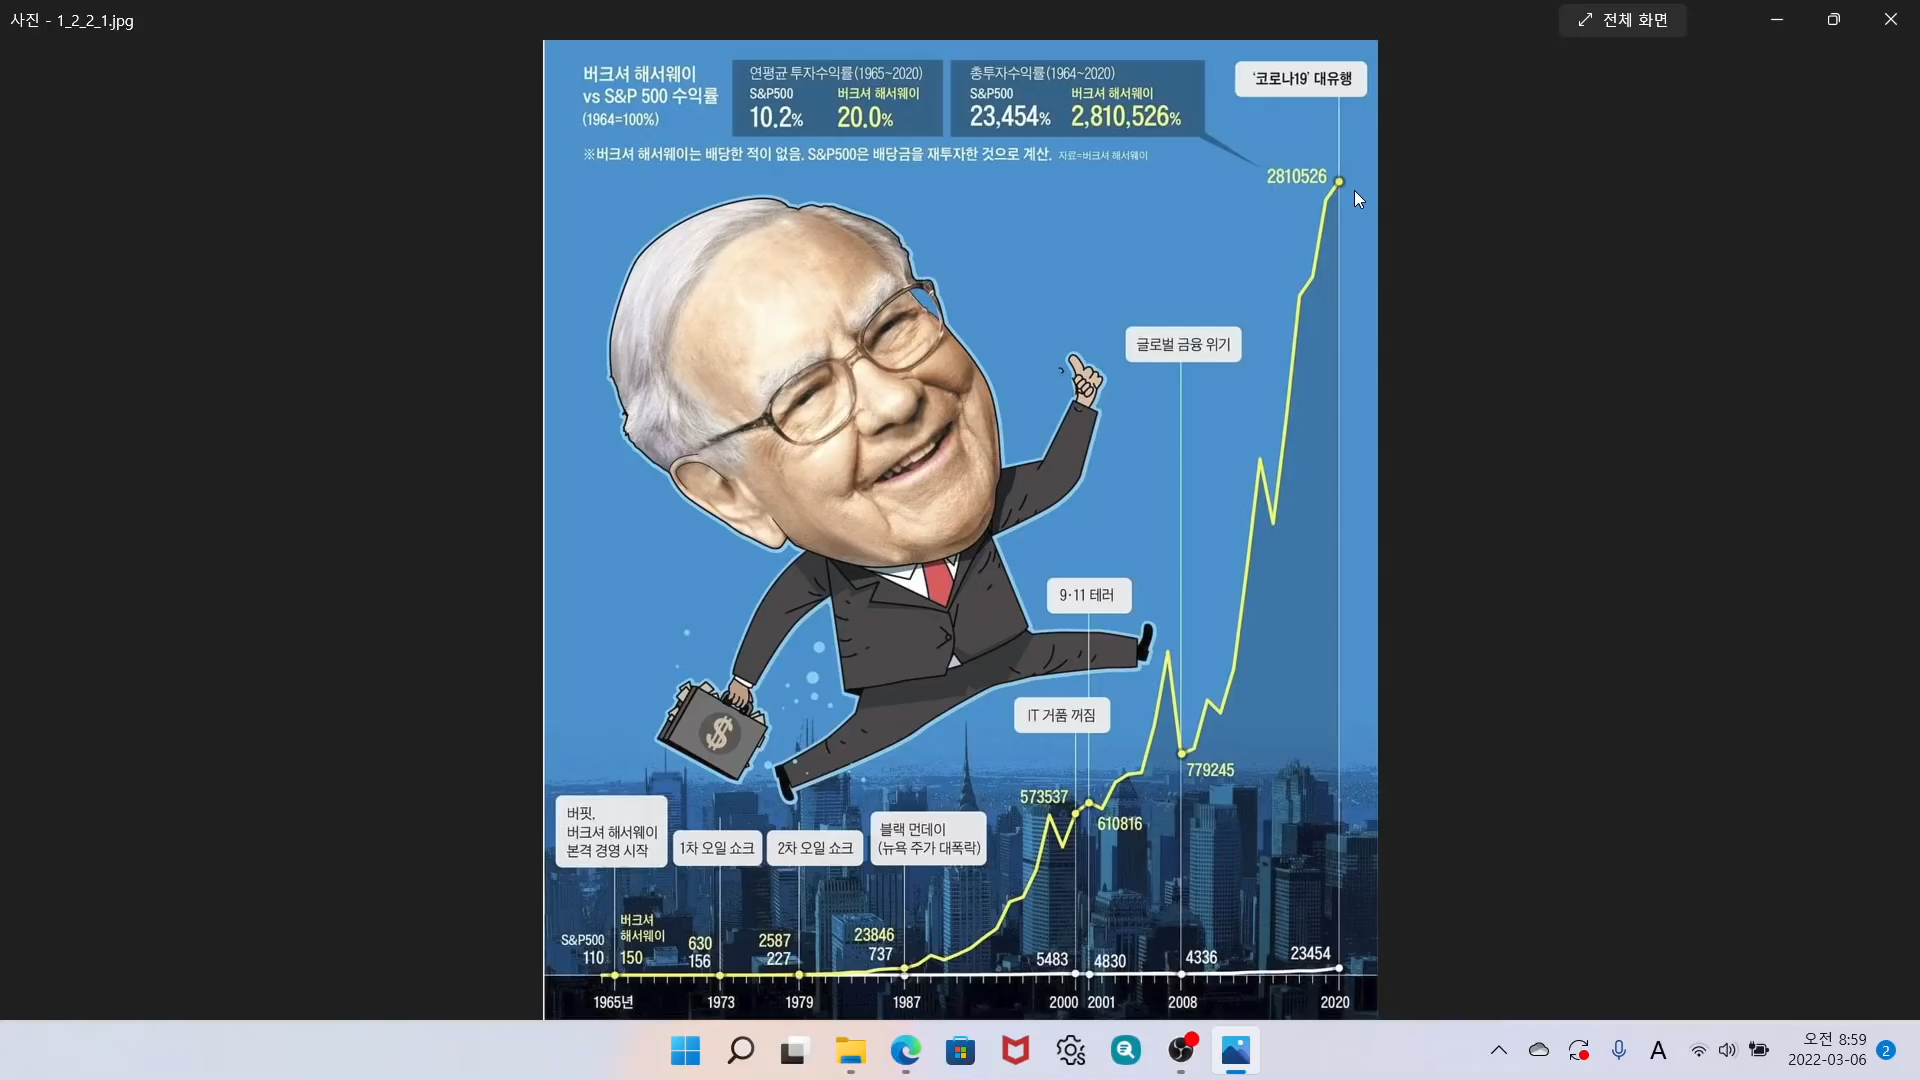 사진 - 1_2_2_1.jpg
전체 화면
버크셔 해서웨이
vs S&P 500 수익률
(1964=100%)
연평균 투자수익률(1965~2020)
S&P500 버크셔 해서웨이
10.2% 20.0%
총투자수익률(1964~2020)
S&P500 버크셔 해서웨이
23,454% 2,810,526%
'코로나19' 대유행
※버크셔 해서웨이는 배당한 적이 없음. S&P500은 배당금을 재투자한 것으로 계산. 자료=버크셔 해서웨이
2810526
글로벌 금융 위기
9·11 테러
IT 거품 꺼짐
779245
573537
610816
버핏,
버크셔 해서웨이
본격 경영 시작
1차 오일 쇼크
2차 오일 쇼크
블랙 먼데이
(뉴욕 주가 대폭락)
$
버크셔
해서웨이
S&P500
110
150
630
156
2587
227
23846
737
5483
4830
4336
23454
1965년 1973 1979 1987 2000 2001 2008 2020
A
오전 8:59
2022-03-06
2